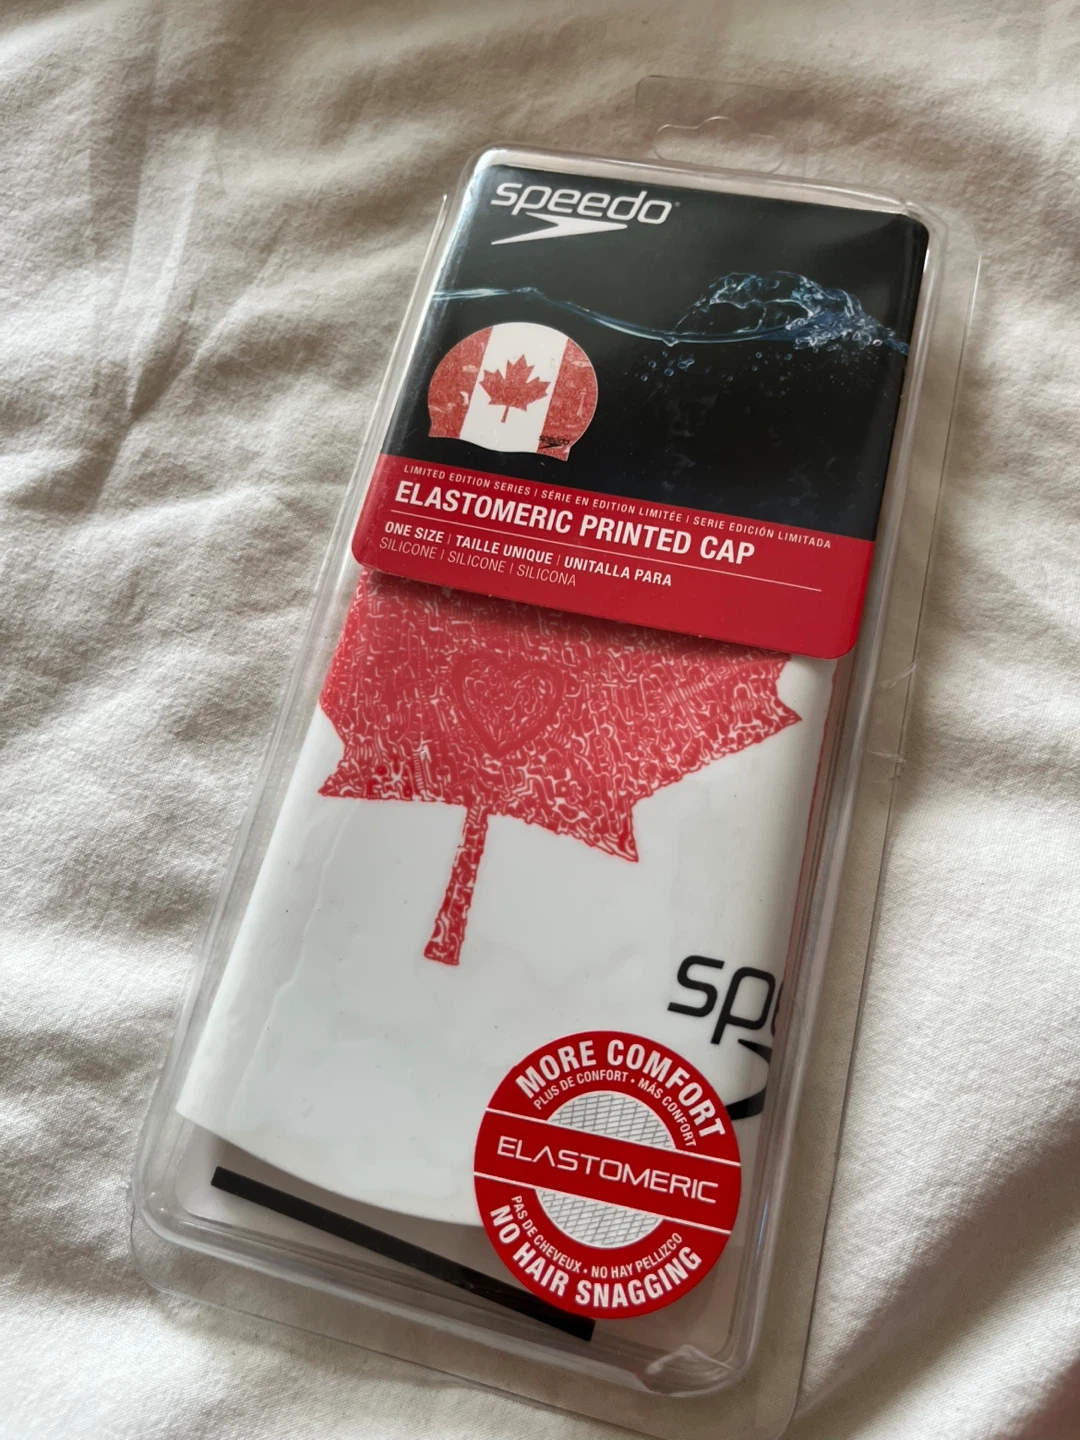 speedo®
speedo
LIMITED EDITION SERIES | SÉRIE EN EDITION LIMITÉE | SERIE EDICIÓN LIMITADA
ELASTOMERIC PRINTED CAP
ONE SIZE | TAILLE UNIQUE | UNITALLA PARA
SILICONE | SILICONE | SILICONA
spe
MORE COMFORT
PLUS DE CONFORT • MÁS CONFORT
ELASTOMERIC
PAS DE CHEVEUX • NO HAY PELLIZCO
NO HAIR SNAGGING